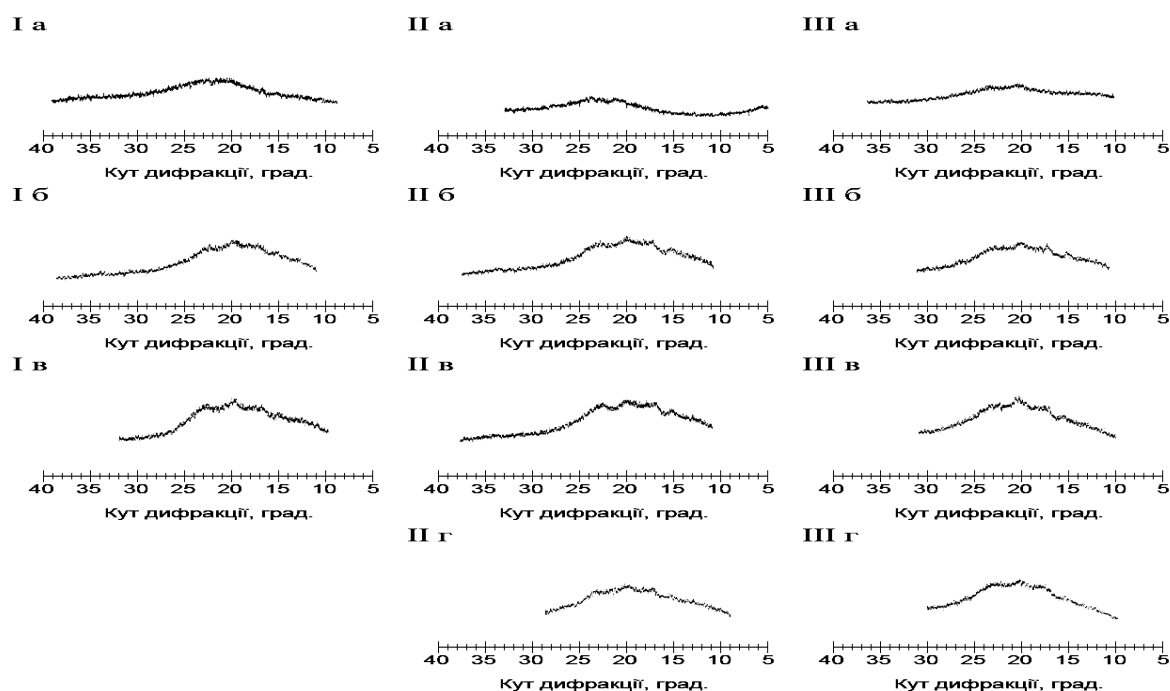 I а II а III а
40 35 30 25 20 15 10 5 40 35 30 25 20 15 10 5 40 35 30 25 20 15 10 5
Кут дифракції, град. Кут дифракції, град. Кут дифракції, град.
I б II б III б
40 35 30 25 20 15 10 5 40 35 30 25 20 15 10 5 40 35 30 25 20 15 10 5
Кут дифракції, град. Кут дифракції, град. Кут дифракції, град.
I в II в III в
40 35 30 25 20 15 10 5 40 35 30 25 20 15 10 5 40 35 30 25 20 15 10 5
Кут дифракції, град. Кут дифракції, град. Кут дифракції, град.
II г III г
40 35 30 25 20 15 10 5 40 35 30 25 20 15 10 5
Кут дифракції, град. Кут дифракції, град.